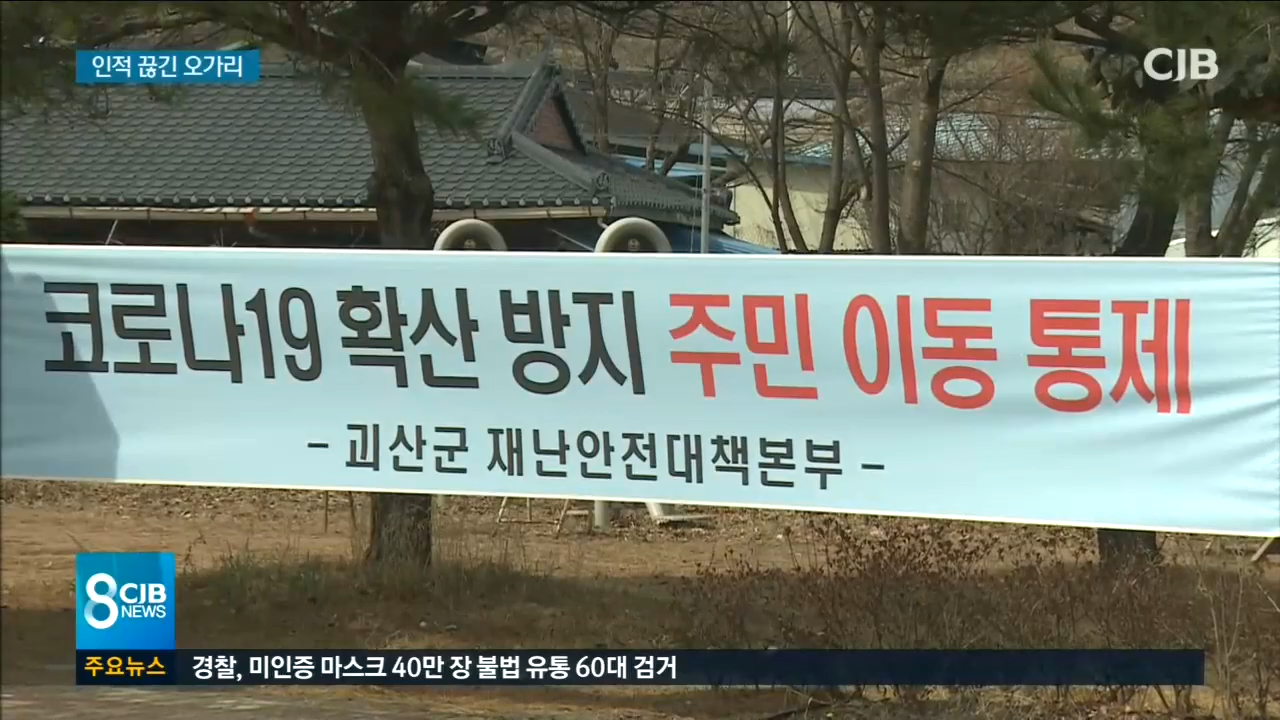 인적 끊긴 오가리
CJB
코로나19 확산 방지 주민 이동 통제
- 괴산군 재난안전대책본부 -
8 CJB NEWS
주요뉴스 경찰, 미인증 마스크 40만 장 불법 유통 60대 검거